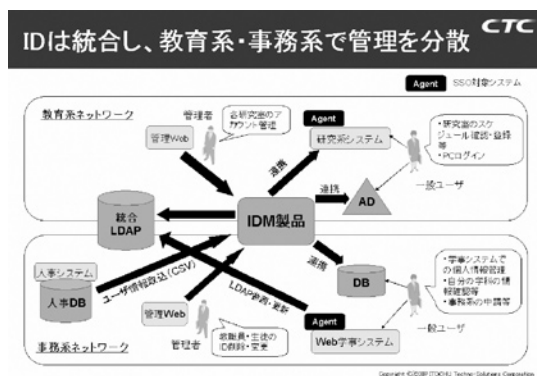 IDは統合し、教育系・事務系で管理を分散
CTC
Agent
SSO対象システム
教育系ネットワーク
管理者
各研究室のア
カウント管理
管理Web
Agent
研究系システム
・研究室のスケ
ジュール確認・登録
等
・PCログイン
連携
連携
一般ユーザ
AD
統合
LDAP
IDM製品
人事システム
人事DB
ユーザ情報取込(CSV)
連携
DB
・学事システムで
の個人情報管理
・自分の学科の情
報確認等
・事務系の申請等
管理Web
LDAP参照・更新
教職員・生徒の
ID削除・変更
管理者
Agent
Web学事システム
一般ユーザ
事務系ネットワーク